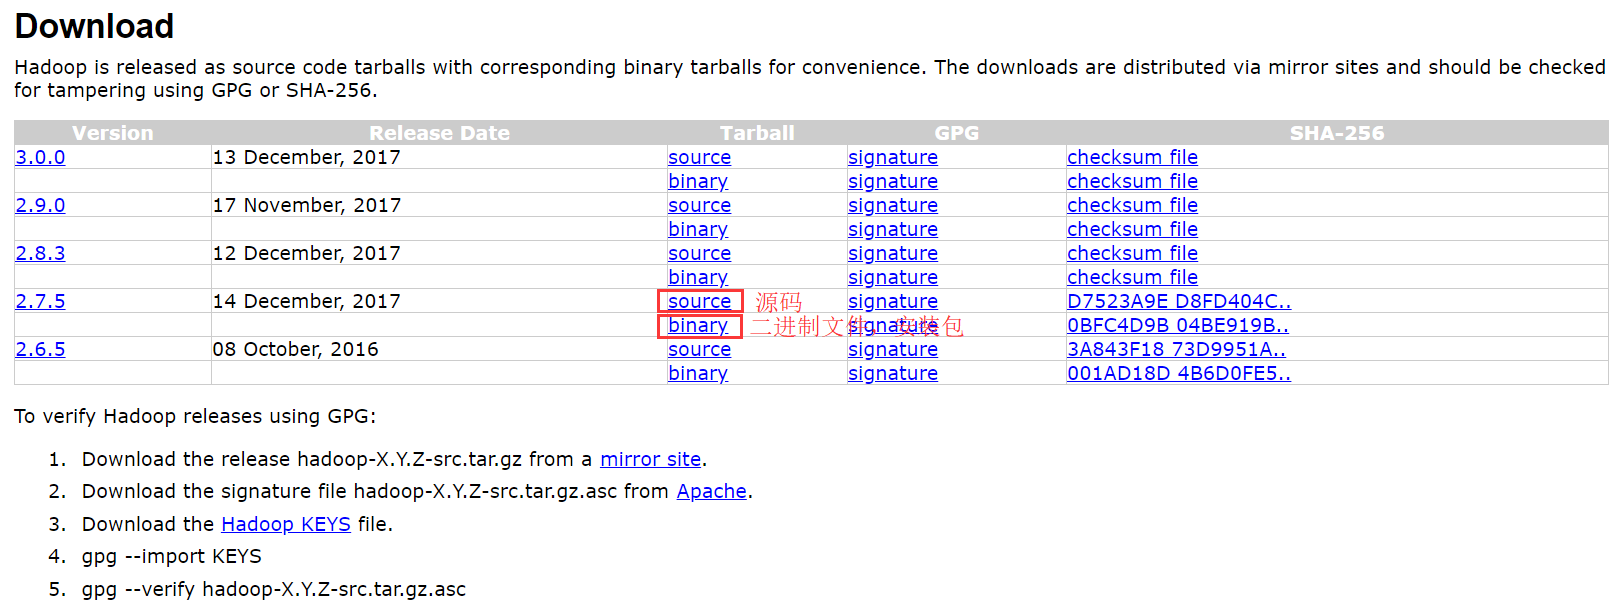 Download
Hadoop is released as source code tarballs with corresponding binary tarballs for convenience. The downloads are distributed via mirror sites and should be checked
for tampering using GPG or SHA-256.
Version Release Date Tarball GPG SHA-256
3.0.0 13 December, 2017 source signature checksum file
binary signature checksum file
2.9.0 17 November, 2017 source signature checksum file
binary signature checksum file
2.8.3 12 December, 2017 source signature checksum file
binary signature checksum file
2.7.5 14 December, 2017 source 源码 signature D7523A9E D8FD404C..
binary 二进制文件，安装包 signature 0BFC4D9B 04BE919B..
2.6.5 08 October, 2016 source signature 3A843F18 73D9951A..
binary signature 001AD18D 4B6D0FE5..
To verify Hadoop releases using GPG:
1. Download the release hadoop-X.Y.Z-src.tar.gz from a mirror site.
2. Download the signature file hadoop-X.Y.Z-src.tar.gz.asc from Apache.
3. Download the Hadoop KEYS file.
4. gpg --import KEYS
5. gpg --verify hadoop-X.Y.Z-src.tar.gz.asc